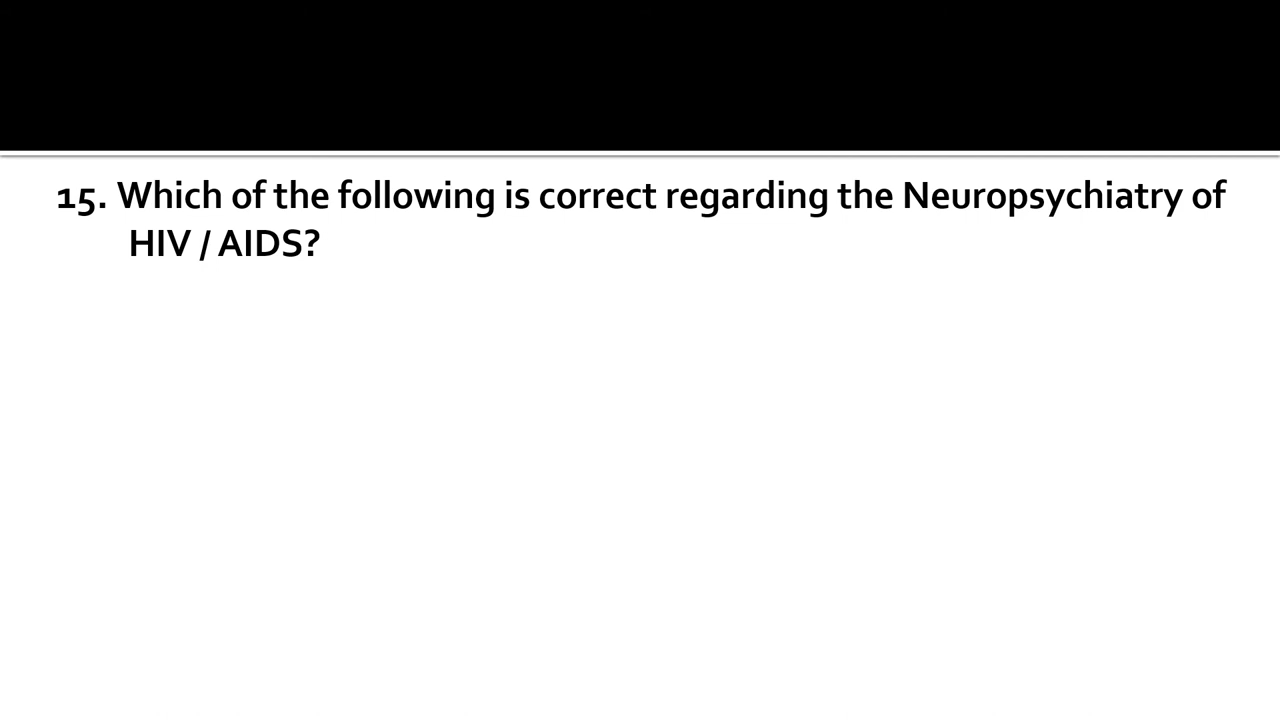 15. Which of the following is correct regarding the Neuropsychiatry of
HIV / AIDS?